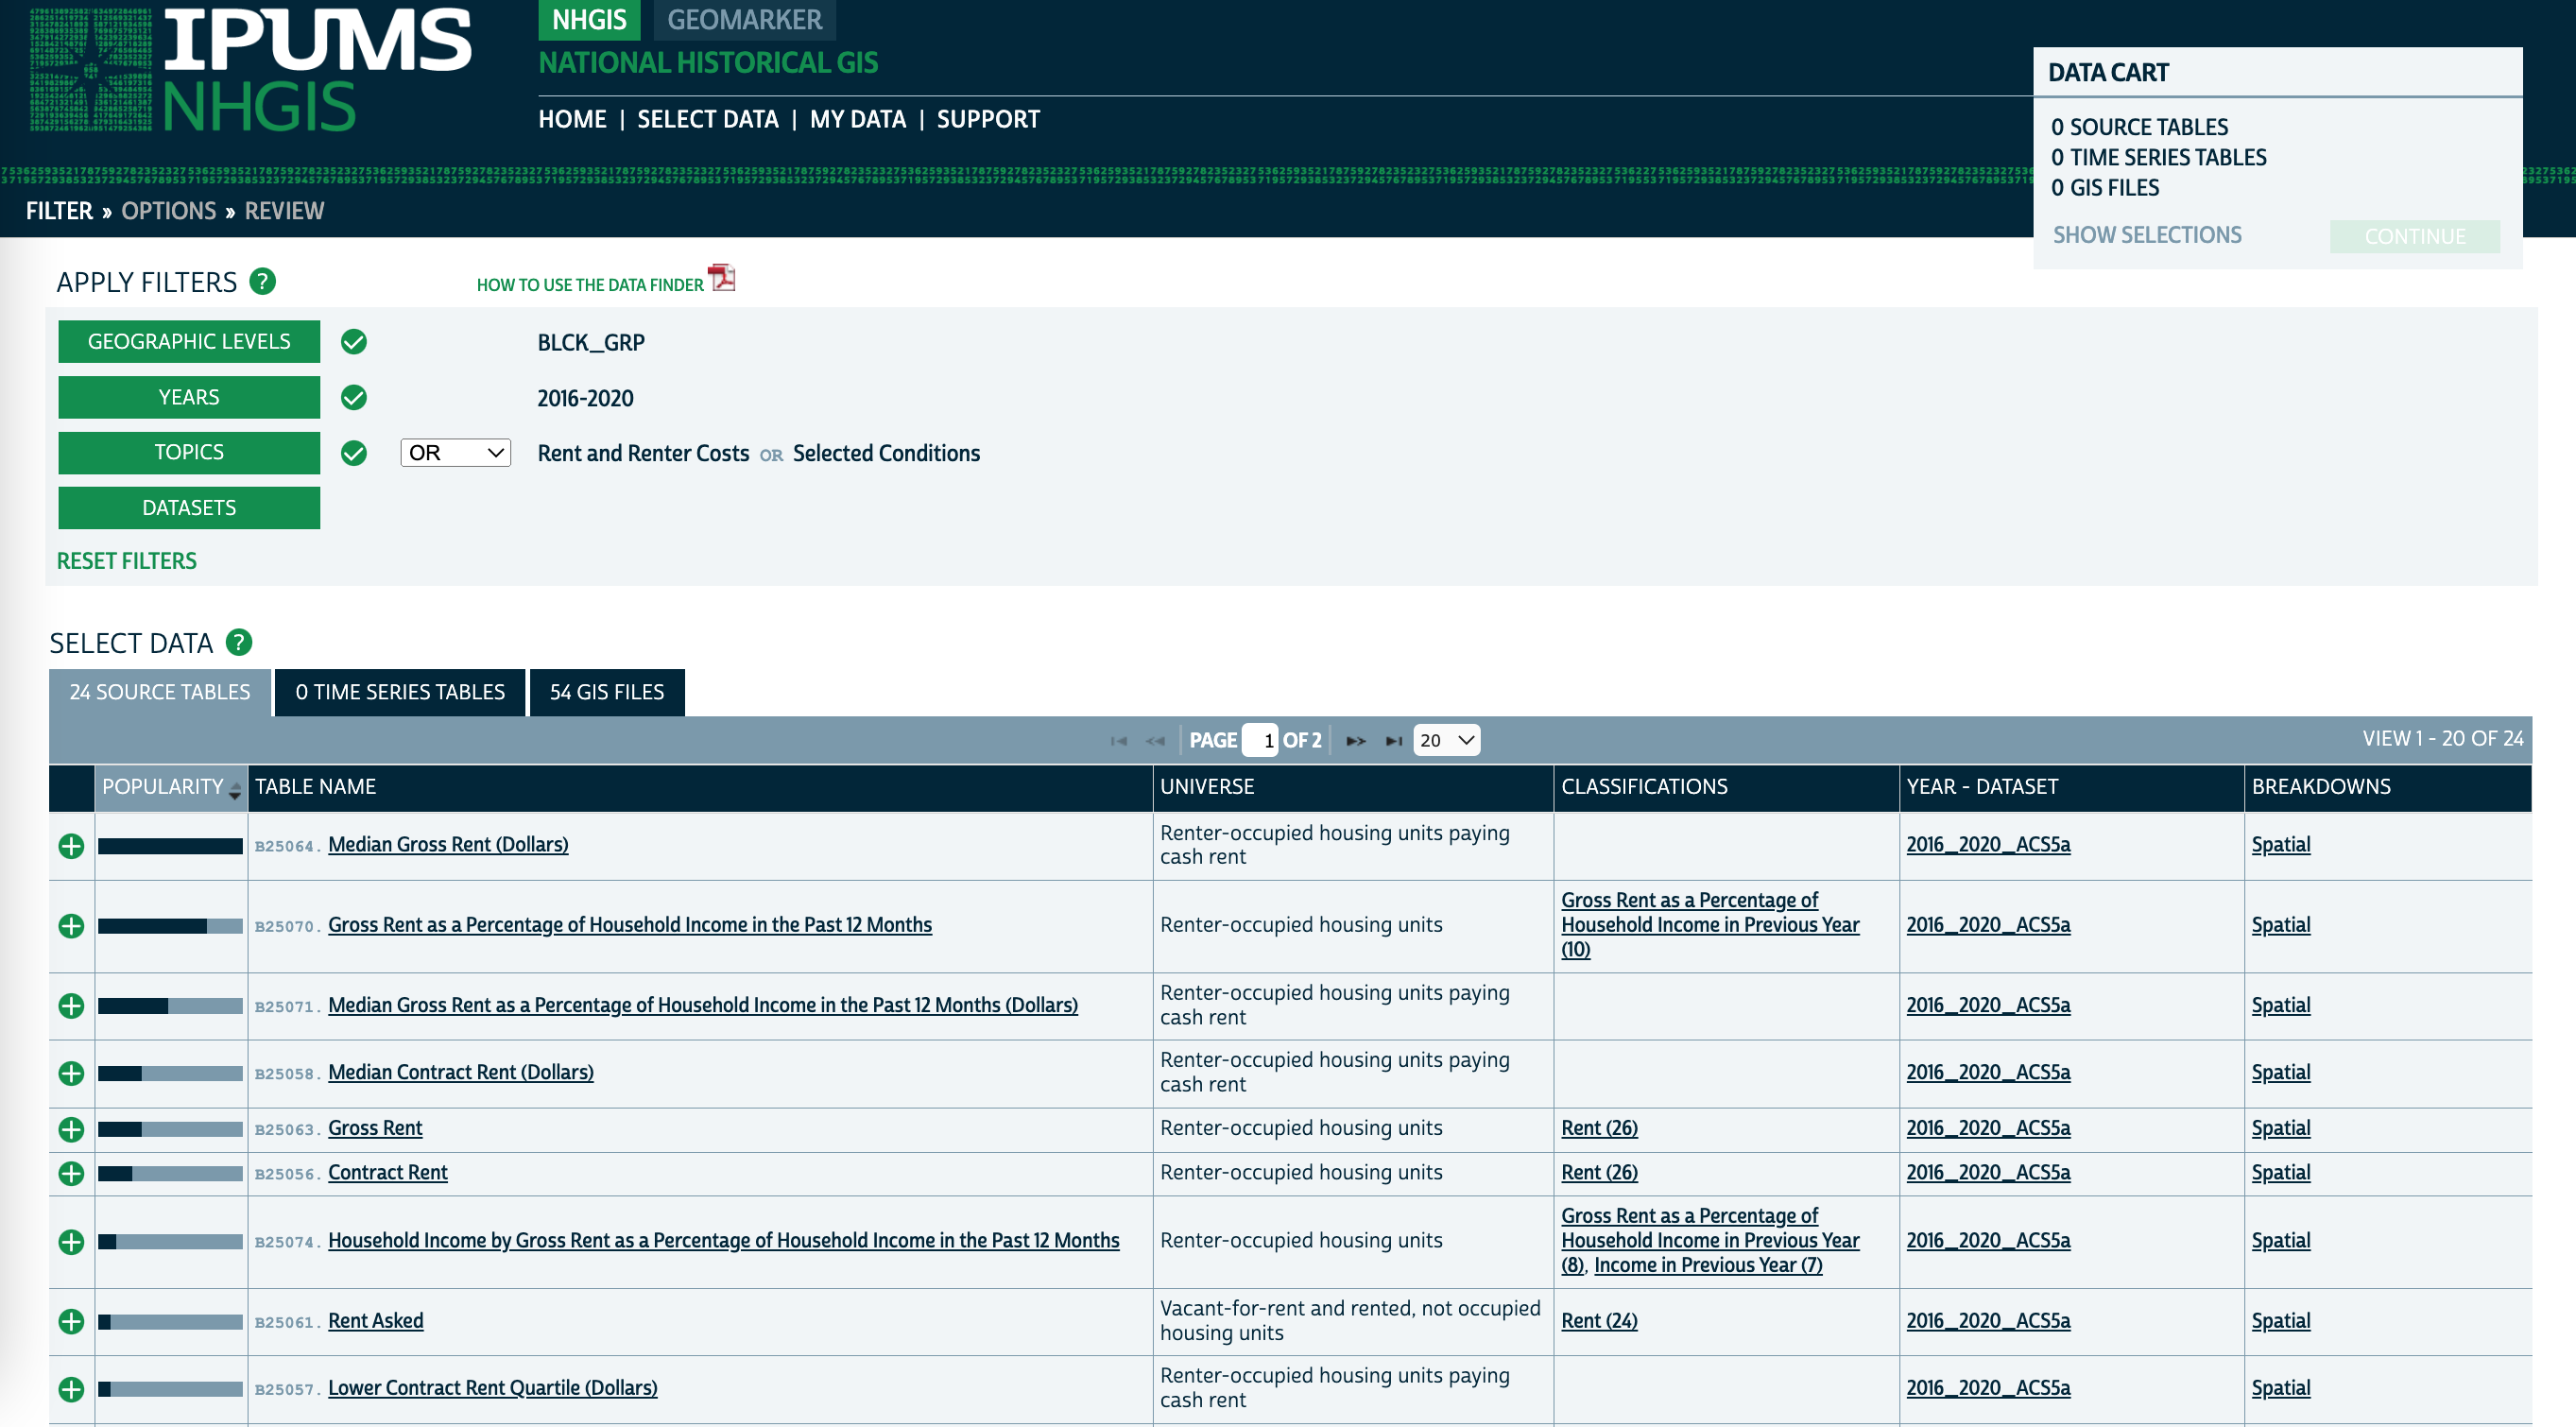 IPUMS
NHGIS
NHGIS GEOMARKER
NATIONAL HISTORICAL GIS
HOME | SELECT DATA | MY DATA | SUPPORT
DATA CART
0 SOURCE TABLES
0 TIME SERIES TABLES
0 GIS FILES
SHOW SELECTIONS CONTINUE
FILTER » OPTIONS » REVIEW
APPLY FILTERS ? HOW TO USE THE DATA FINDER
GEOGRAPHIC LEVELS BLCK_GRP
YEARS 2016-2020
TOPICS OR Rent and Renter Costs OR Selected Conditions
DATASETS
RESET FILTERS
SELECT DATA ?
24 SOURCE TABLES 0 TIME SERIES TABLES 54 GIS FILES
PAGE 1 OF 2 20 VIEW 1 - 20 OF 24
POPULARITY TABLE NAME UNIVERSE CLASSIFICATIONS YEAR - DATASET BREAKDOWNS
B25064. Median Gross Rent (Dollars) Renter-occupied housing units paying 2016_2020_ACS5a Spatial
cash rent
B25070. Gross Rent as a Percentage of Household Income in the Past 12 Months Renter-occupied housing units Gross Rent as a Percentage of 2016_2020_ACS5a Spatial
Household Income in Previous Year
(10)
B25071. Median Gross Rent as a Percentage of Household Income in the Past 12 Months (Dollars) Renter-occupied housing units paying 2016_2020_ACS5a Spatial
cash rent
B25058. Median Contract Rent (Dollars) Renter-occupied housing units paying 2016_2020_ACS5a Spatial
cash rent
B25063. Gross Rent Renter-occupied housing units Rent (26) 2016_2020_ACS5a Spatial
B25056. Contract Rent Renter-occupied housing units Rent (26) 2016_2020_ACS5a Spatial
B25074. Household Income by Gross Rent as a Percentage of Household Income in the Past 12 Months Renter-occupied housing units Gross Rent as a Percentage of 2016_2020_ACS5a Spatial
Household Income in Previous Year
(8), Income in Previous Year (7)
B25061. Rent Asked Vacant-for-rent and rented, not occupied Rent (24) 2016_2020_ACS5a Spatial
housing units
B25057. Lower Contract Rent Quartile (Dollars) Renter-occupied housing units paying 2016_2020_ACS5a Spatial
cash rent